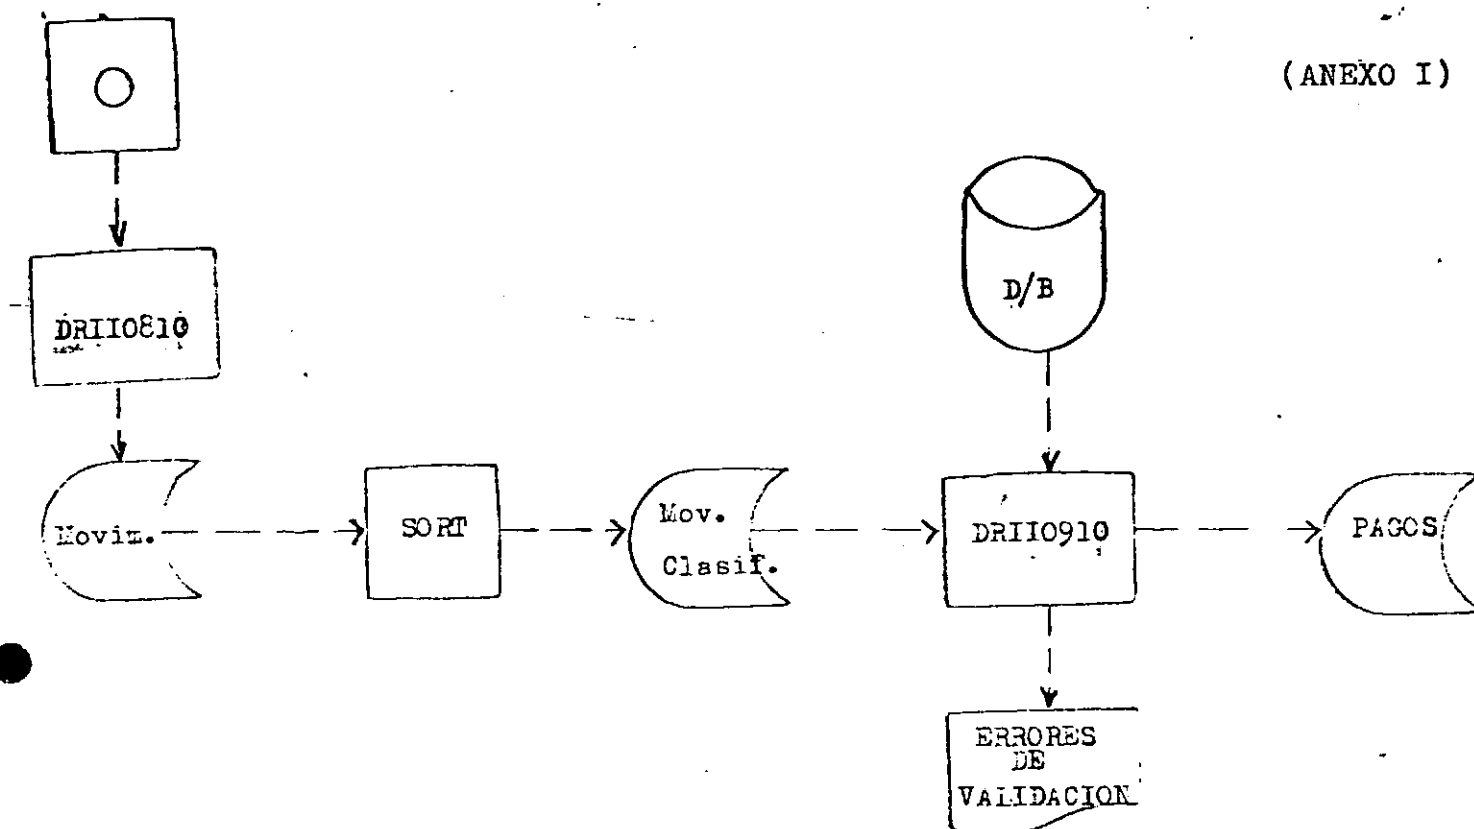 (ANEXO I)
D/B
DRII0810
Movim.
SORT
Mov.
Clasif.
DRII0910
PAGOS
ERRORES
DE
VALIDACION